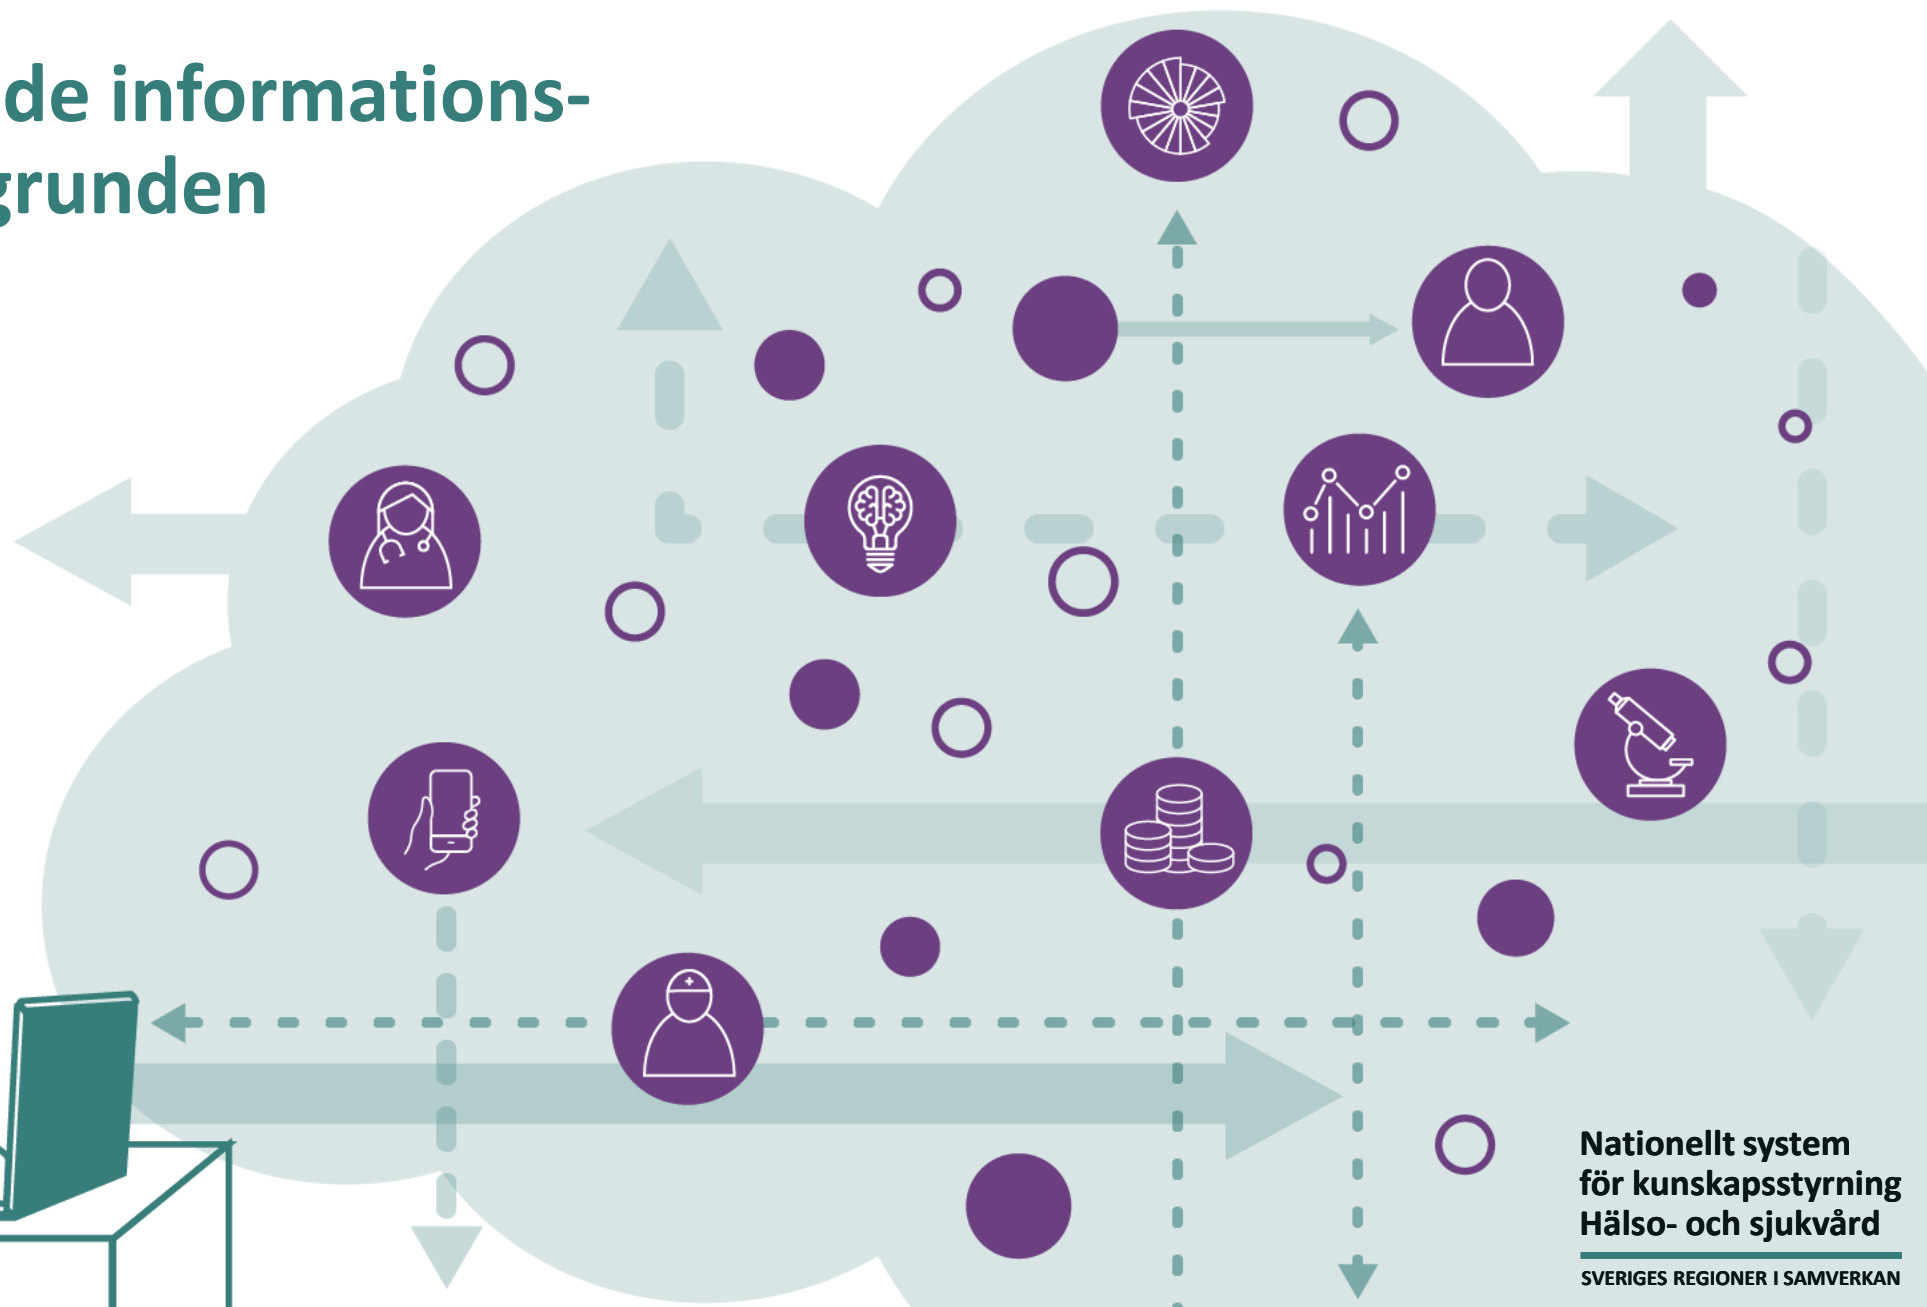 de informations-
grunden
Nationellt system
för kunskapsstyrning
Hälso- och sjukvård
SVERIGES REGIONER I SAMVERKAN